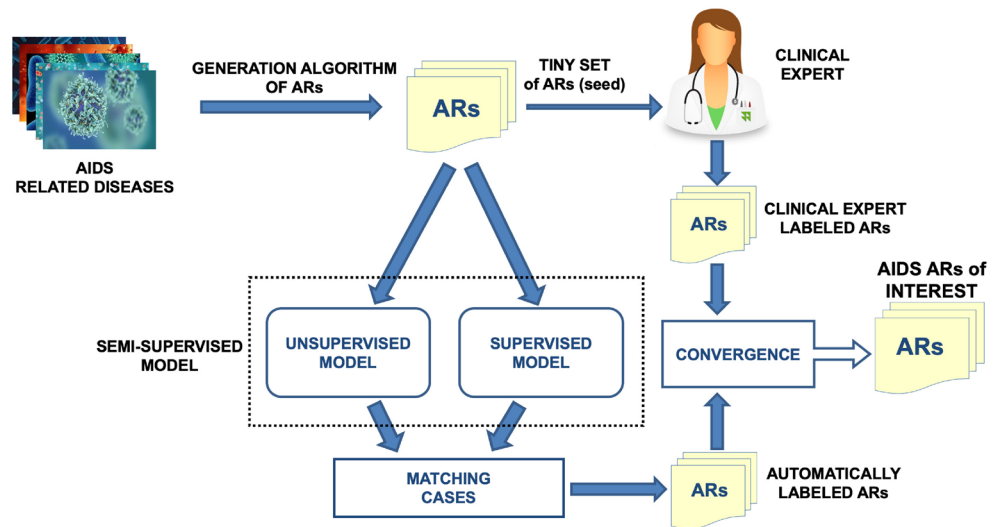 GENERATION ALGORITHM
OF ARs
TINY SET
of ARs (seed)
CLINICAL
EXPERT
ARs
AIDS
RELATED DISEASES
ARs
CLINICAL EXPERT
LABELED ARs
AIDS ARs of
INTEREST
SEMI-SUPERVISED
MODEL
UNSUPERVISED
MODEL
SUPERVISED
MODEL
CONVERGENCE
ARs
MATCHING
CASES
ARs
AUTOMATICALLY
LABELED ARs